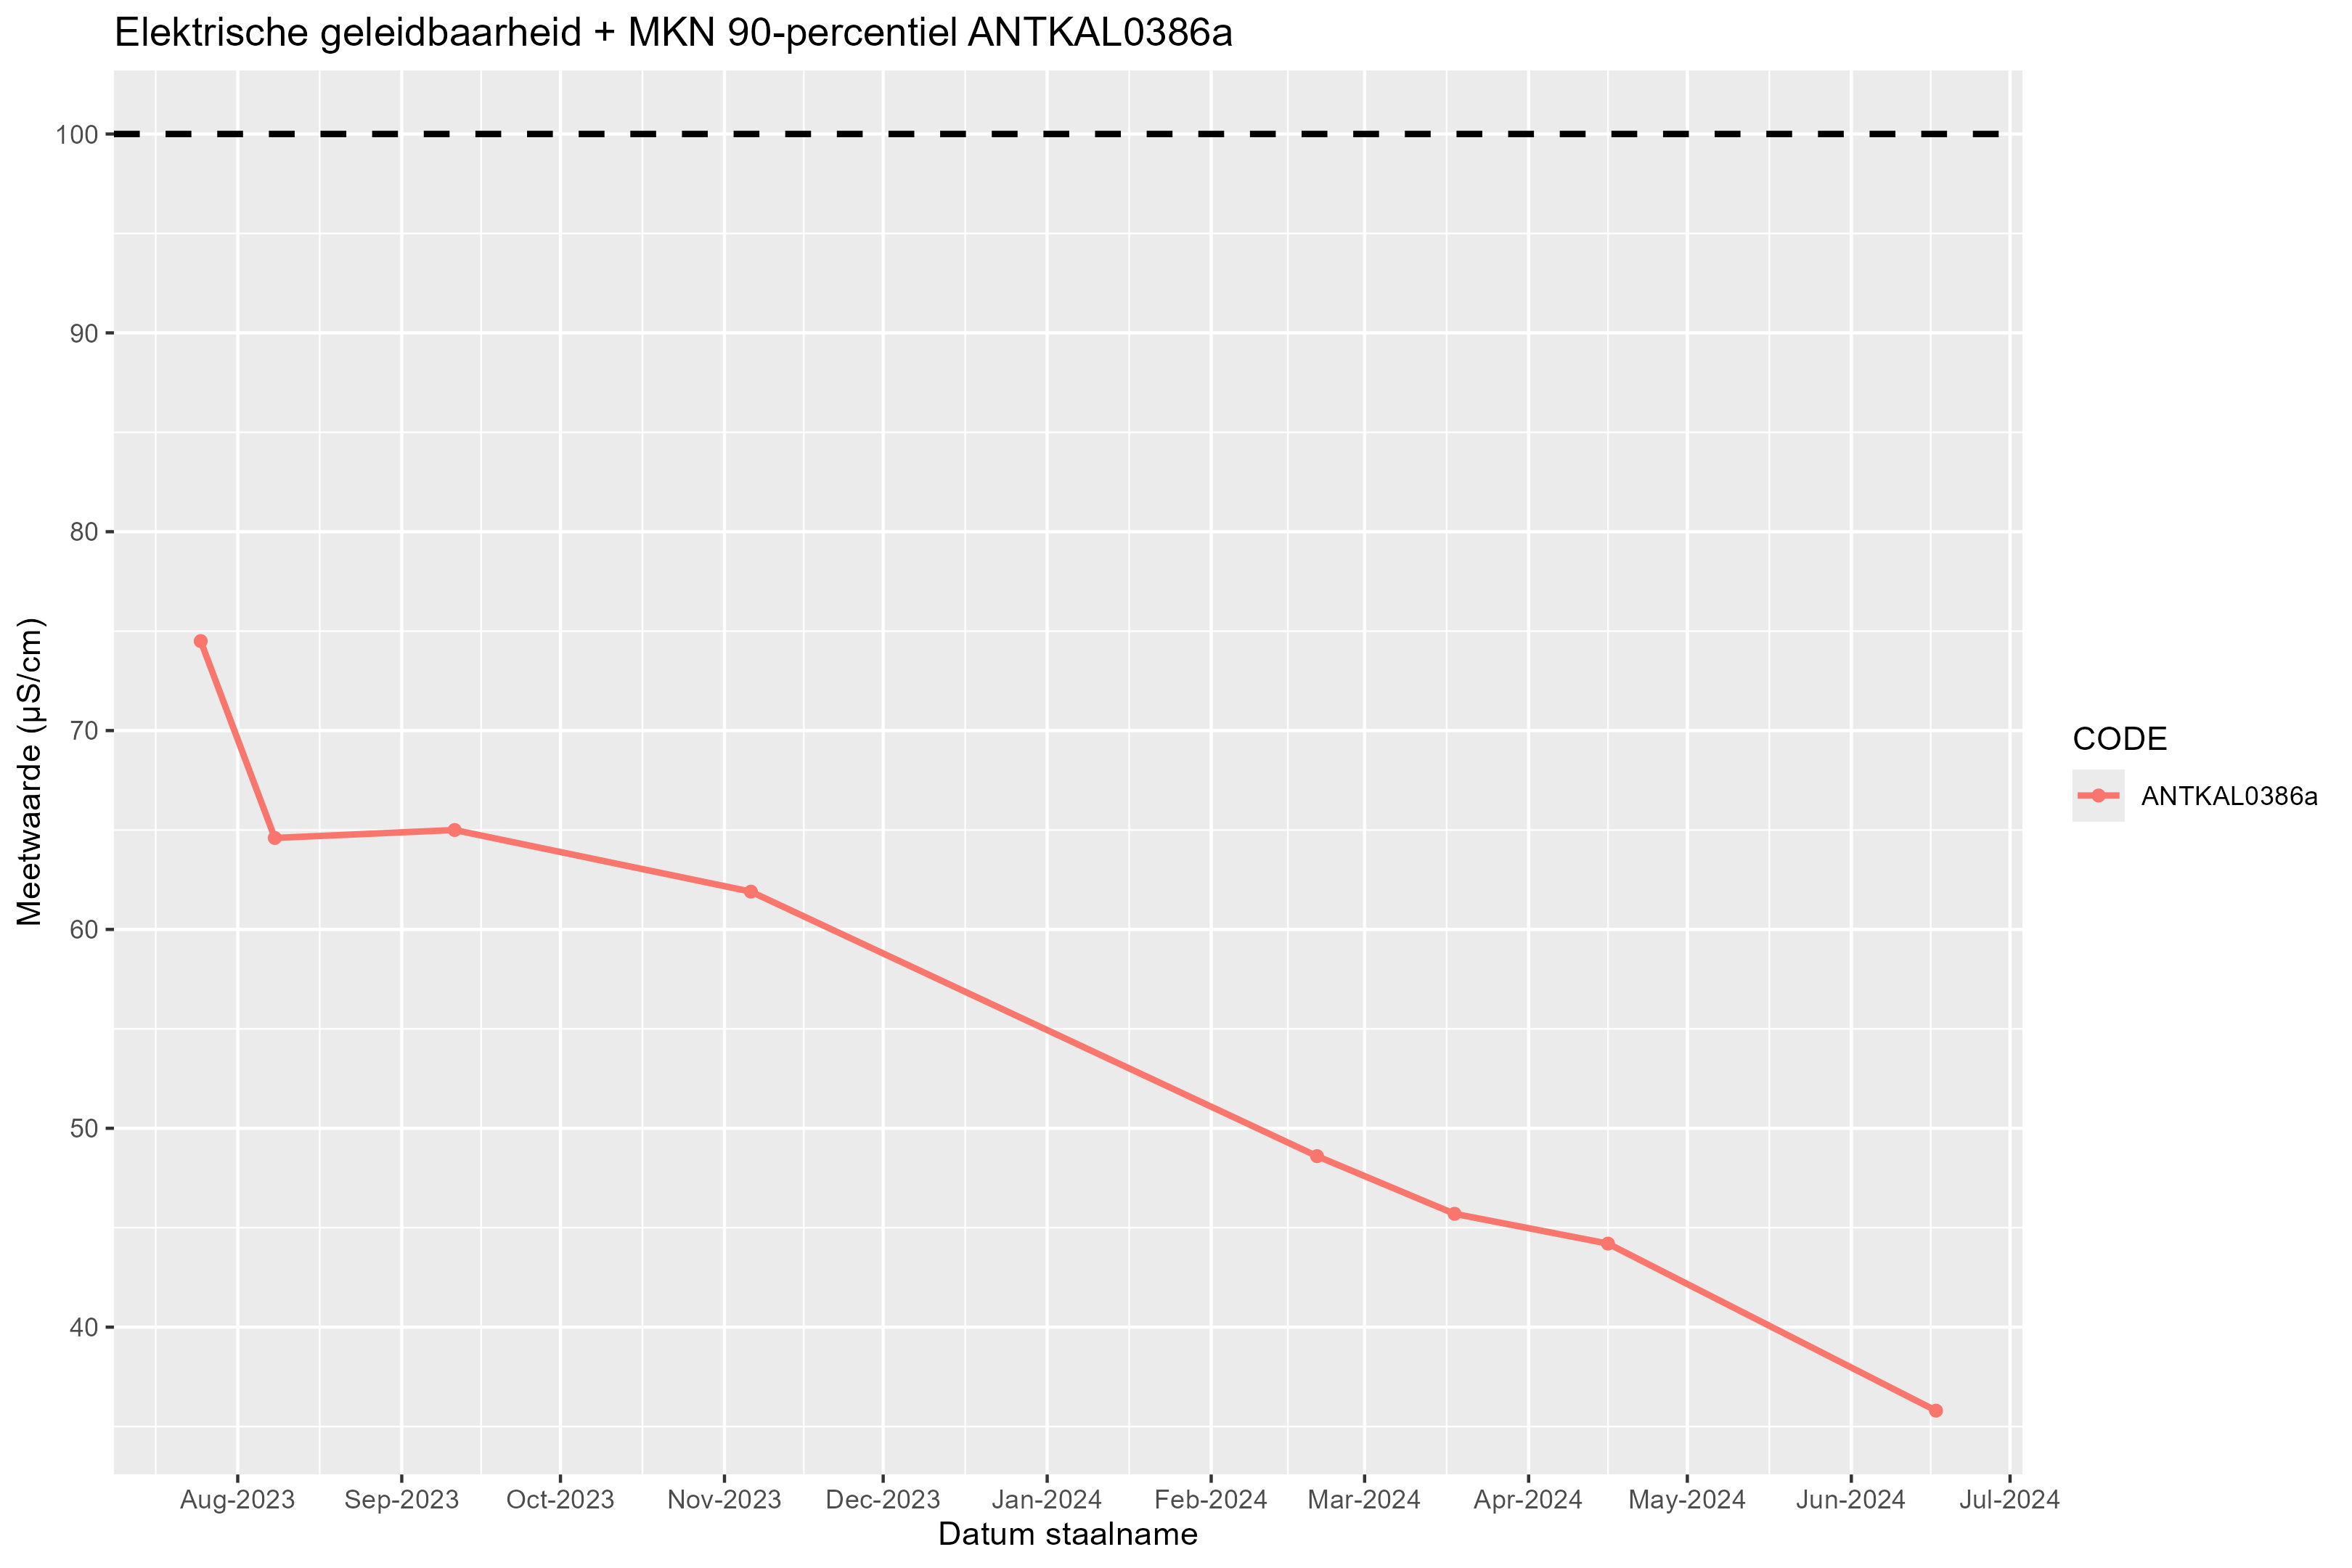 Elektrische geleidbaarheid + MKN 90-percentiel ANTKAL0386a
Meetwaarde (µS/cm)
100
90
80
70
60
50
40
Aug-2023 Sep-2023 Oct-2023 Nov-2023 Dec-2023 Jan-2024 Feb-2024 Mar-2024 Apr-2024 May-2024 Jun-2024 Jul-2024
Datum staalname
CODE
ANTKAL0386a